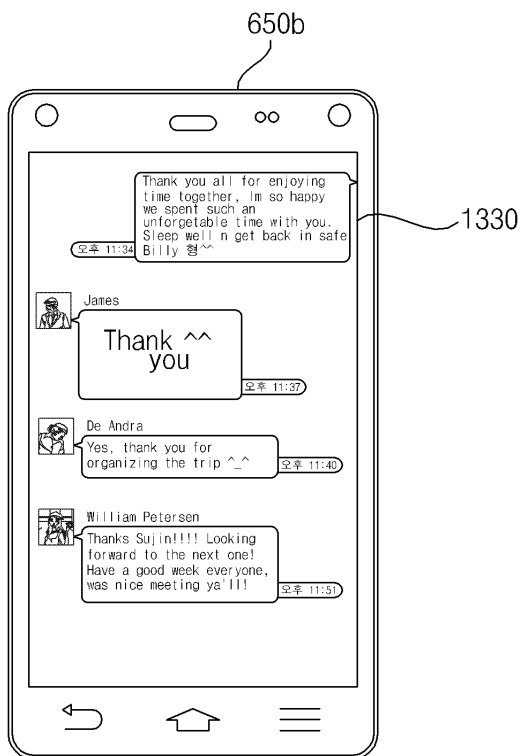 650b
1330
Thank you all for enjoying
time together, Im so happy
we spent such an
unforgetable time with you.
Sleep well n get back in safe
Billy 형^^
오후 11:34
James
Thank ^^
you
오후 11:37
De Andra
Yes, thank you for
organizing the trip ^_^
오후 11:40
William Petersen
Thanks Sujin!!!! Looking
forward to the next one!
Have a good week everyone,
was nice meeting ya'll!
오후 11:51